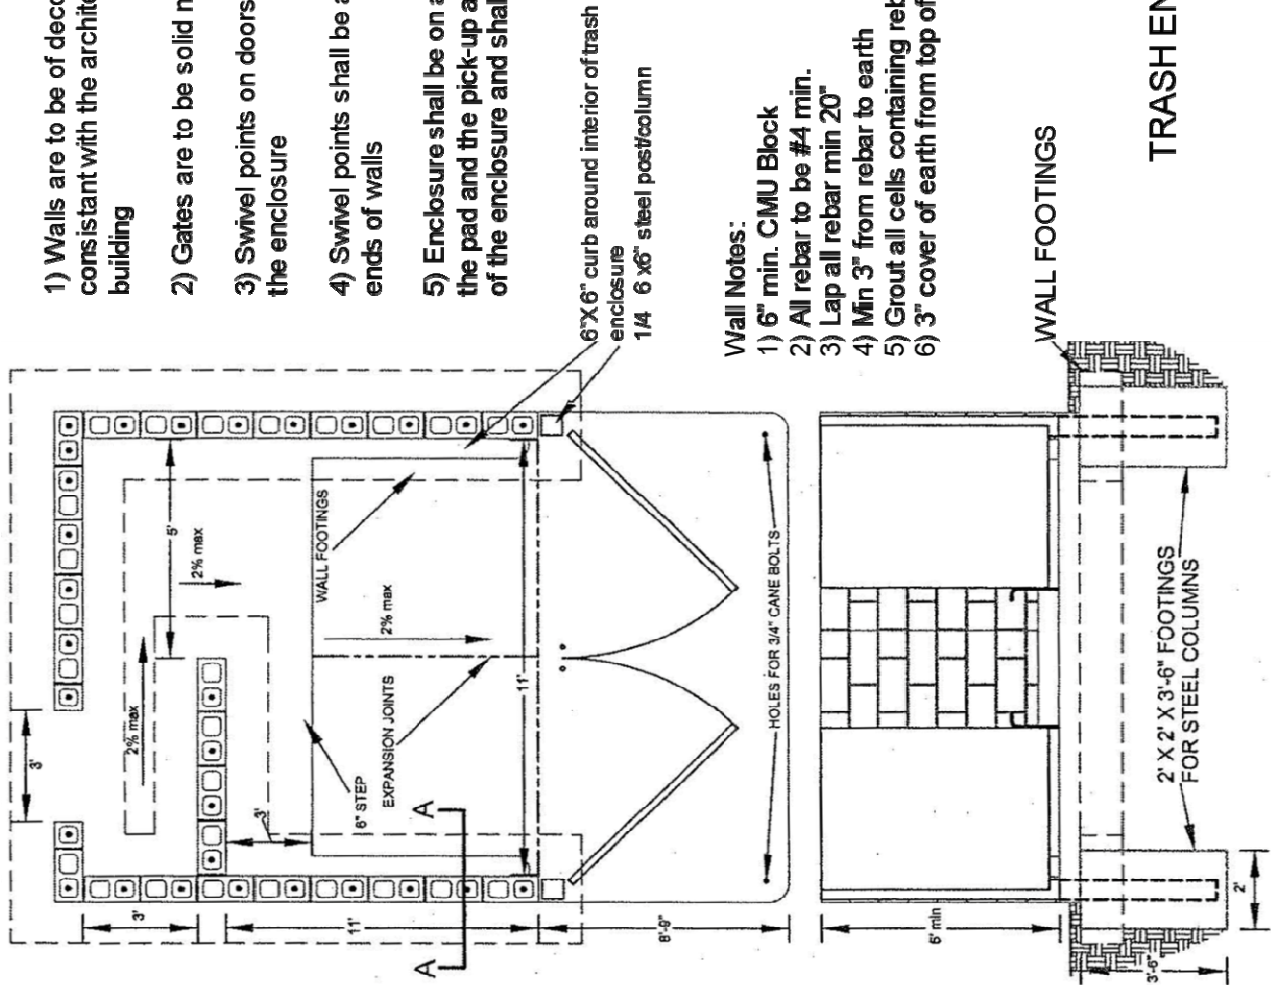 1) Walls are to be of deco
consistant with the archite
building
2) Gates are to be solid
3) Swivel points on doors
the enclosure
4) Swivel points shall be a
ends of walls
5) Enclosure shall be on a
the pad and the pick-up a
of the enclosure and shal
6"X6" curb around interior of trash
enclosure
1/4 6 x6" steel post/column
Wall Notes:
1) 6" min. CMU Block
2) All rebar to be #4 min.
3) Lap all rebar min 20"
4) Min 3" from rebar to earth
5) Grout all cells containing reb
6) 3" cover of earth from top of
TRASH EN
WALL FOOTINGS
3'
2% max
5'
2% max
WALL FOOTINGS
2% max
6" STEP
EXPANSION JOINTS
3'
11'
A
A
3'
11'
8'-9"
HOLES FOR 3/4" CANE BOLTS
6' min
2' X 2' X 3'-6" FOOTINGS
FOR STEEL COLUMNS
2'
3'-6"